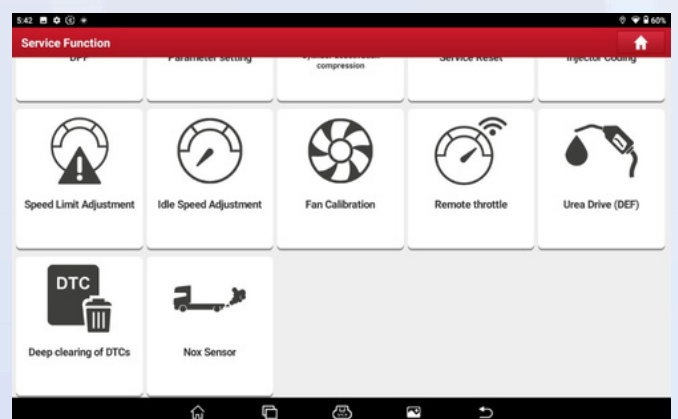 5:42
60%
Service Function
DPF
Parameter setting
compression
Service Reset
Injector Coding
Speed Limit Adjustment
Idle Speed Adjustment
Fan Calibration
Remote throttle
Urea Drive (DEF)
DTC
Deep clearing of DTCs
Nox Sensor